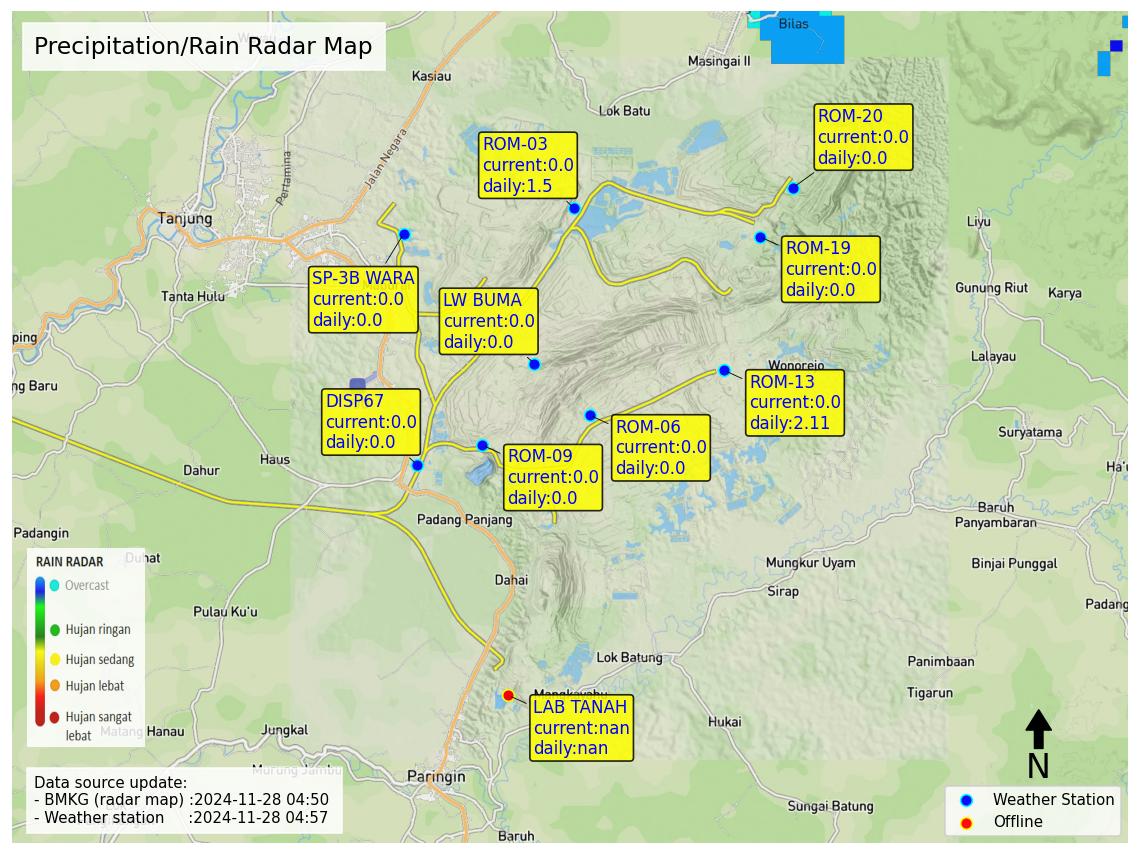 Precipitation/Rain Radar Map
Bilas
Masingai II
Kasiau
Lok Batu
Jalan Negara
Pertamina
Tanjung
Tanta Hulu
ROM-03
current:0.0
daily:1.5
ROM-20
current:0.0
daily:0.0
ROM-19
current:0.0
daily:0.0
SP-3B WARA
current:0.0
daily:0.0
LW BUMA
current:0.0
daily:0.0
Liyu
Gunung Riut
Karya
Lalayau
ping
ng Baru
Wonorejo
ROM-13
current:0.0
daily:2.11
DISP67
current:0.0
daily:0.0
ROM-06
current:0.0
daily:0.0
ROM-09
current:0.0
daily:0.0
Suryatama
Haus
Dahur
Ha'u
Baruh
Panyambaran
Padang Panjang
Padangin
Duhat
Mungkur Uyam
Binjai Punggal
Dahai
Sirap
Padang
Pulau Ku'u
RAIN RADAR
Overcast
Hujan ringan
Hujan sedang
Hujan lebat
Hujan sangat
lebat
Lok Batung
Panimbaan
Tigarun
Mangkayahu
LAB TANAH
current:nan
daily:nan
Hukai
Matang Hanau
Jungkal
Murung Jambu
Paringin
Sungai Batung
Baruh
Data source update:
- BMKG (radar map) :2024-11-28 04:50
- Weather station :2024-11-28 04:57
N
Weather Station
Offline